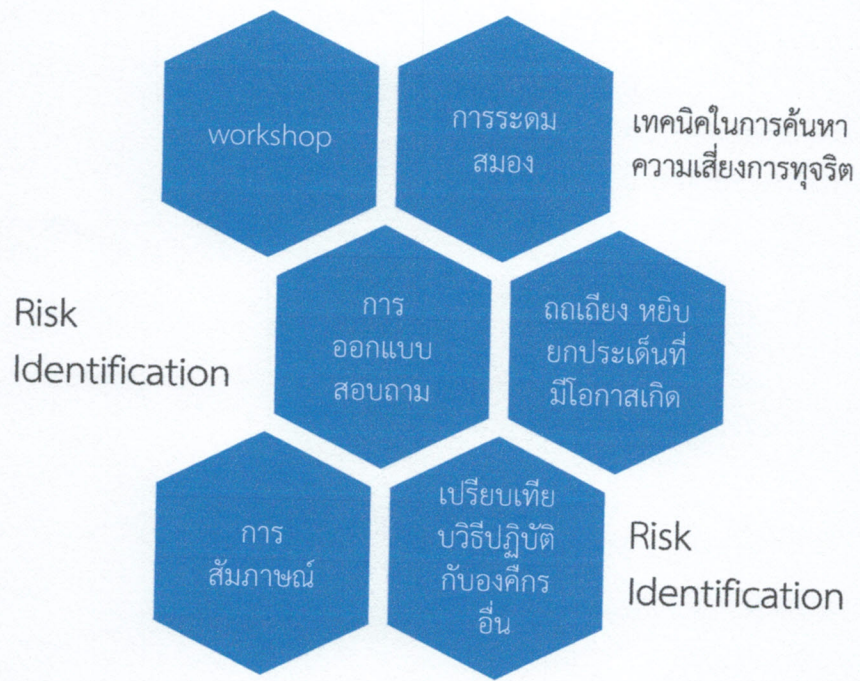 workshop
การระดม
สมอง
เทคนิคในการค้นหา
ความเสี่ยงการทุจริต
Risk
Identification
การ
ออกแบบ
สอบถาม
ถกเถียง หยิบ
ยกประเด็นที่
มีโอกาสเกิด
การ
สัมภาษณ์
เปรียบเทีย
บวิธีปฏิบัติ
กับองค์กร
อื่น
Risk
Identification